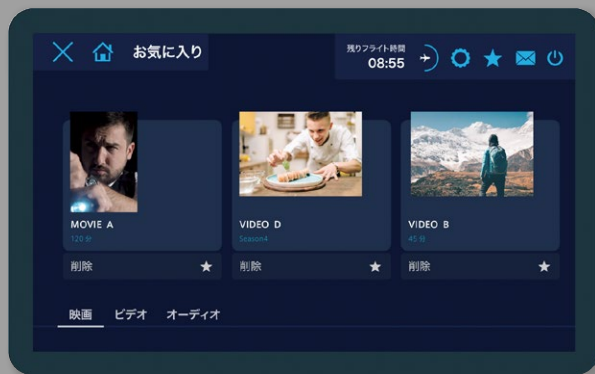 お気に入り
残りフライト時間
08:55
MOVIE A
120 分
VIDEO D
Season4
VIDEO B
45 分
削除
削除
削除
映画 ビデオ オーディオ